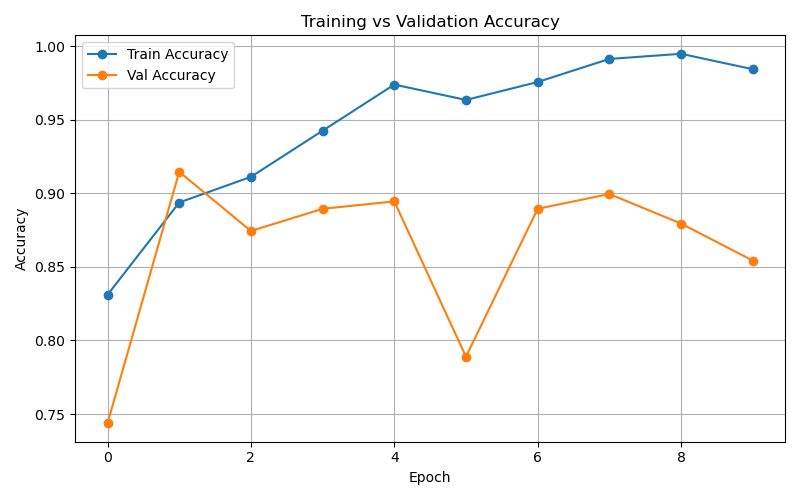 Training vs Validation Accuracy
Train Accuracy
Val Accuracy
1.00
0.95
0.90
0.85
0.80
0.75
Accuracy
0 2 4 6 8
Epoch